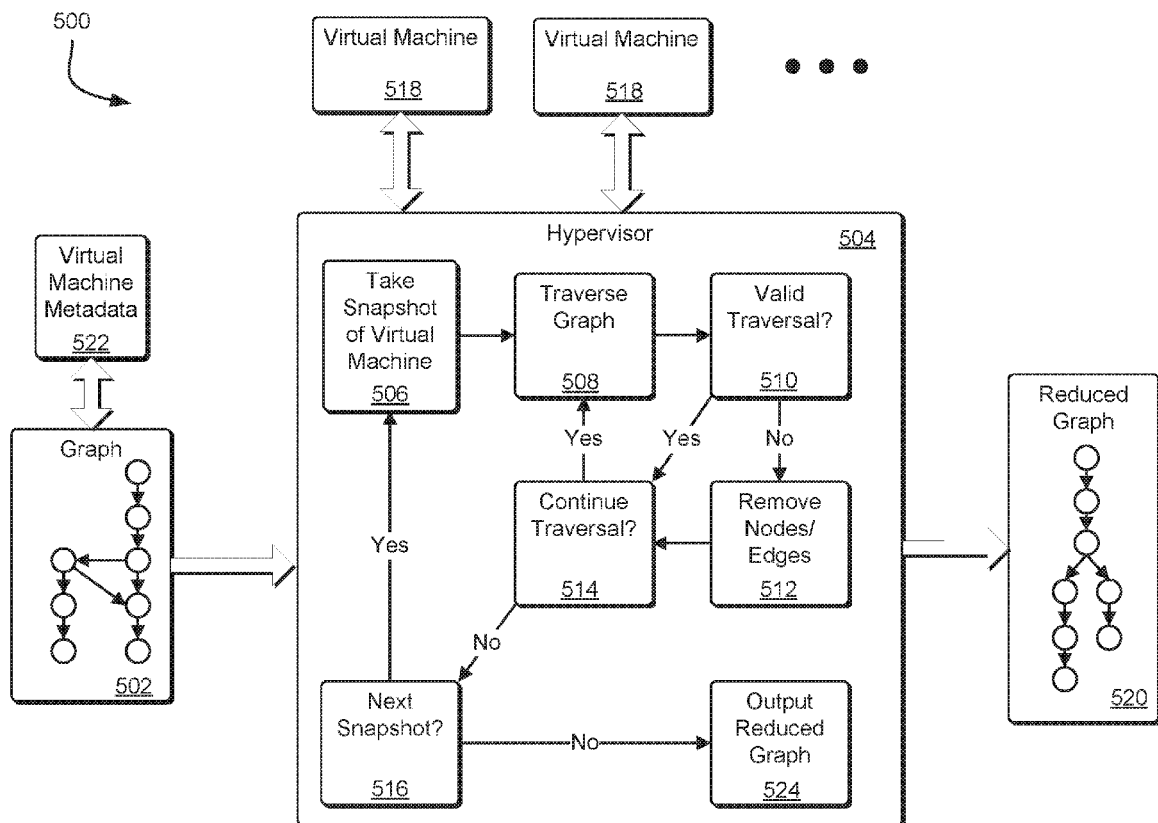 500
Virtual Machine
518
Virtual Machine
518
Hypervisor
504
Virtual
Machine
Metadata
522
Take
Snapshot
of Virtual
Machine
506
Traverse
Graph
508
Valid
Traversal?
510
Graph
502
Yes
Yes
No
Yes
Continue
Traversal?
514
Remove
Nodes/
Edges
512
No
Next
Snapshot?
516
No
Output
Reduced
Graph
524
Reduced
Graph
520